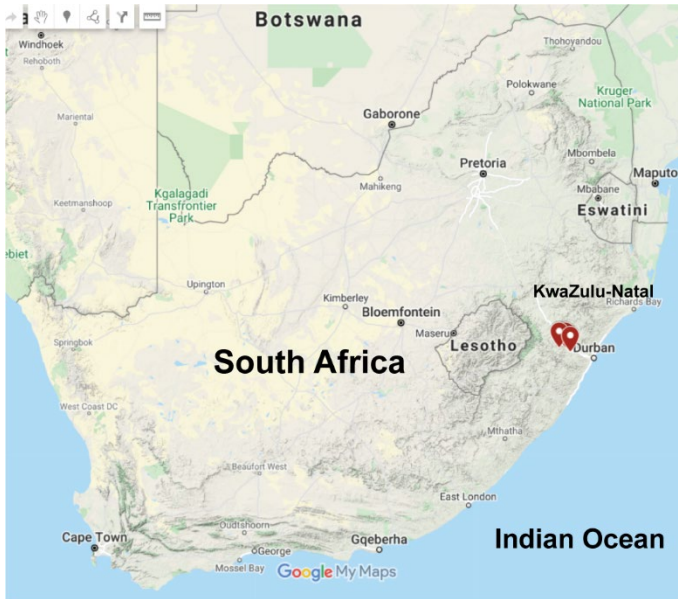 Botswana
Windhoek
Rehoboth
Thohoyandou
Polokwane
Kruger
National Park
Mariental
Gaborone
Pretoria
Mbombela
Maputo
Mahikeng
Mbabane
Kgalagadi
Transfrontier
Park
Keetmanshoop
Eswatini
Upington
KwaZulu-Natal
Richards Bay
Kimberley
Bloemfontein
Maseru
Lesotho
Durban
Springbok
South Africa
West Coast DC
Mthatha
Beaufort West
East London
Cape Town
Oudtshoorn
George
Gqeberha
Indian Ocean
Mossel Bay
Google My Maps